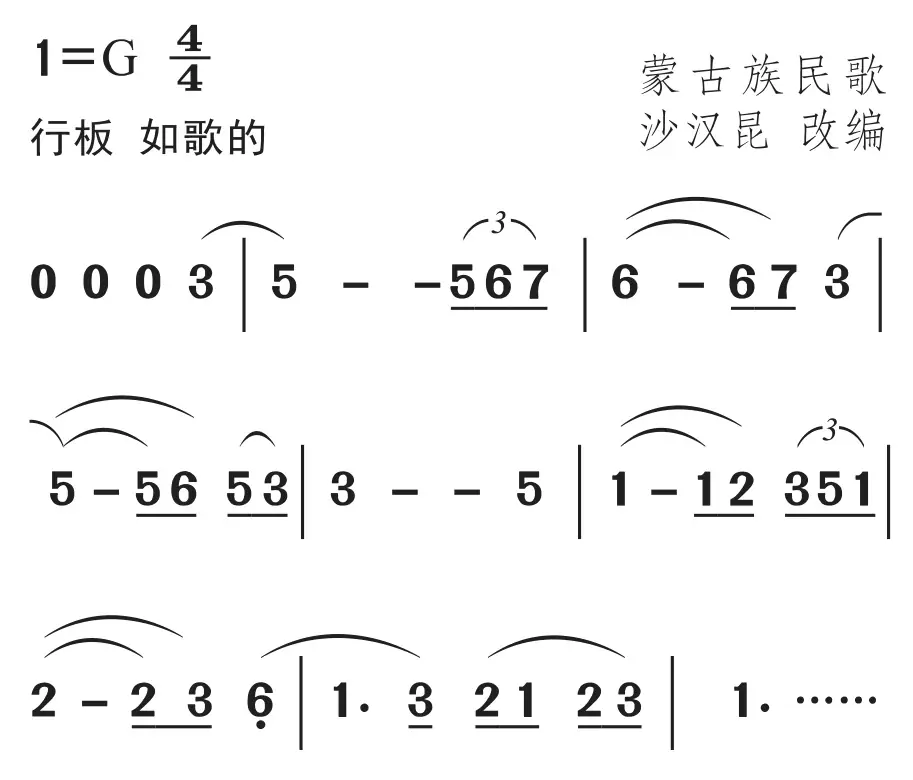 1=G 4/4
蒙古族民歌
行板 如歌的
沙汉昆 改编
0 0 0 3 | 5 - - 5 6 7 | 6 - 6 7 3 |
5 - 5 6 5 3 | 3 - - 5 | 1 - 1 2 3 5 1 |
2 - 2 3 6̣ | 1. 3 2 1 2 3 | 1. ……